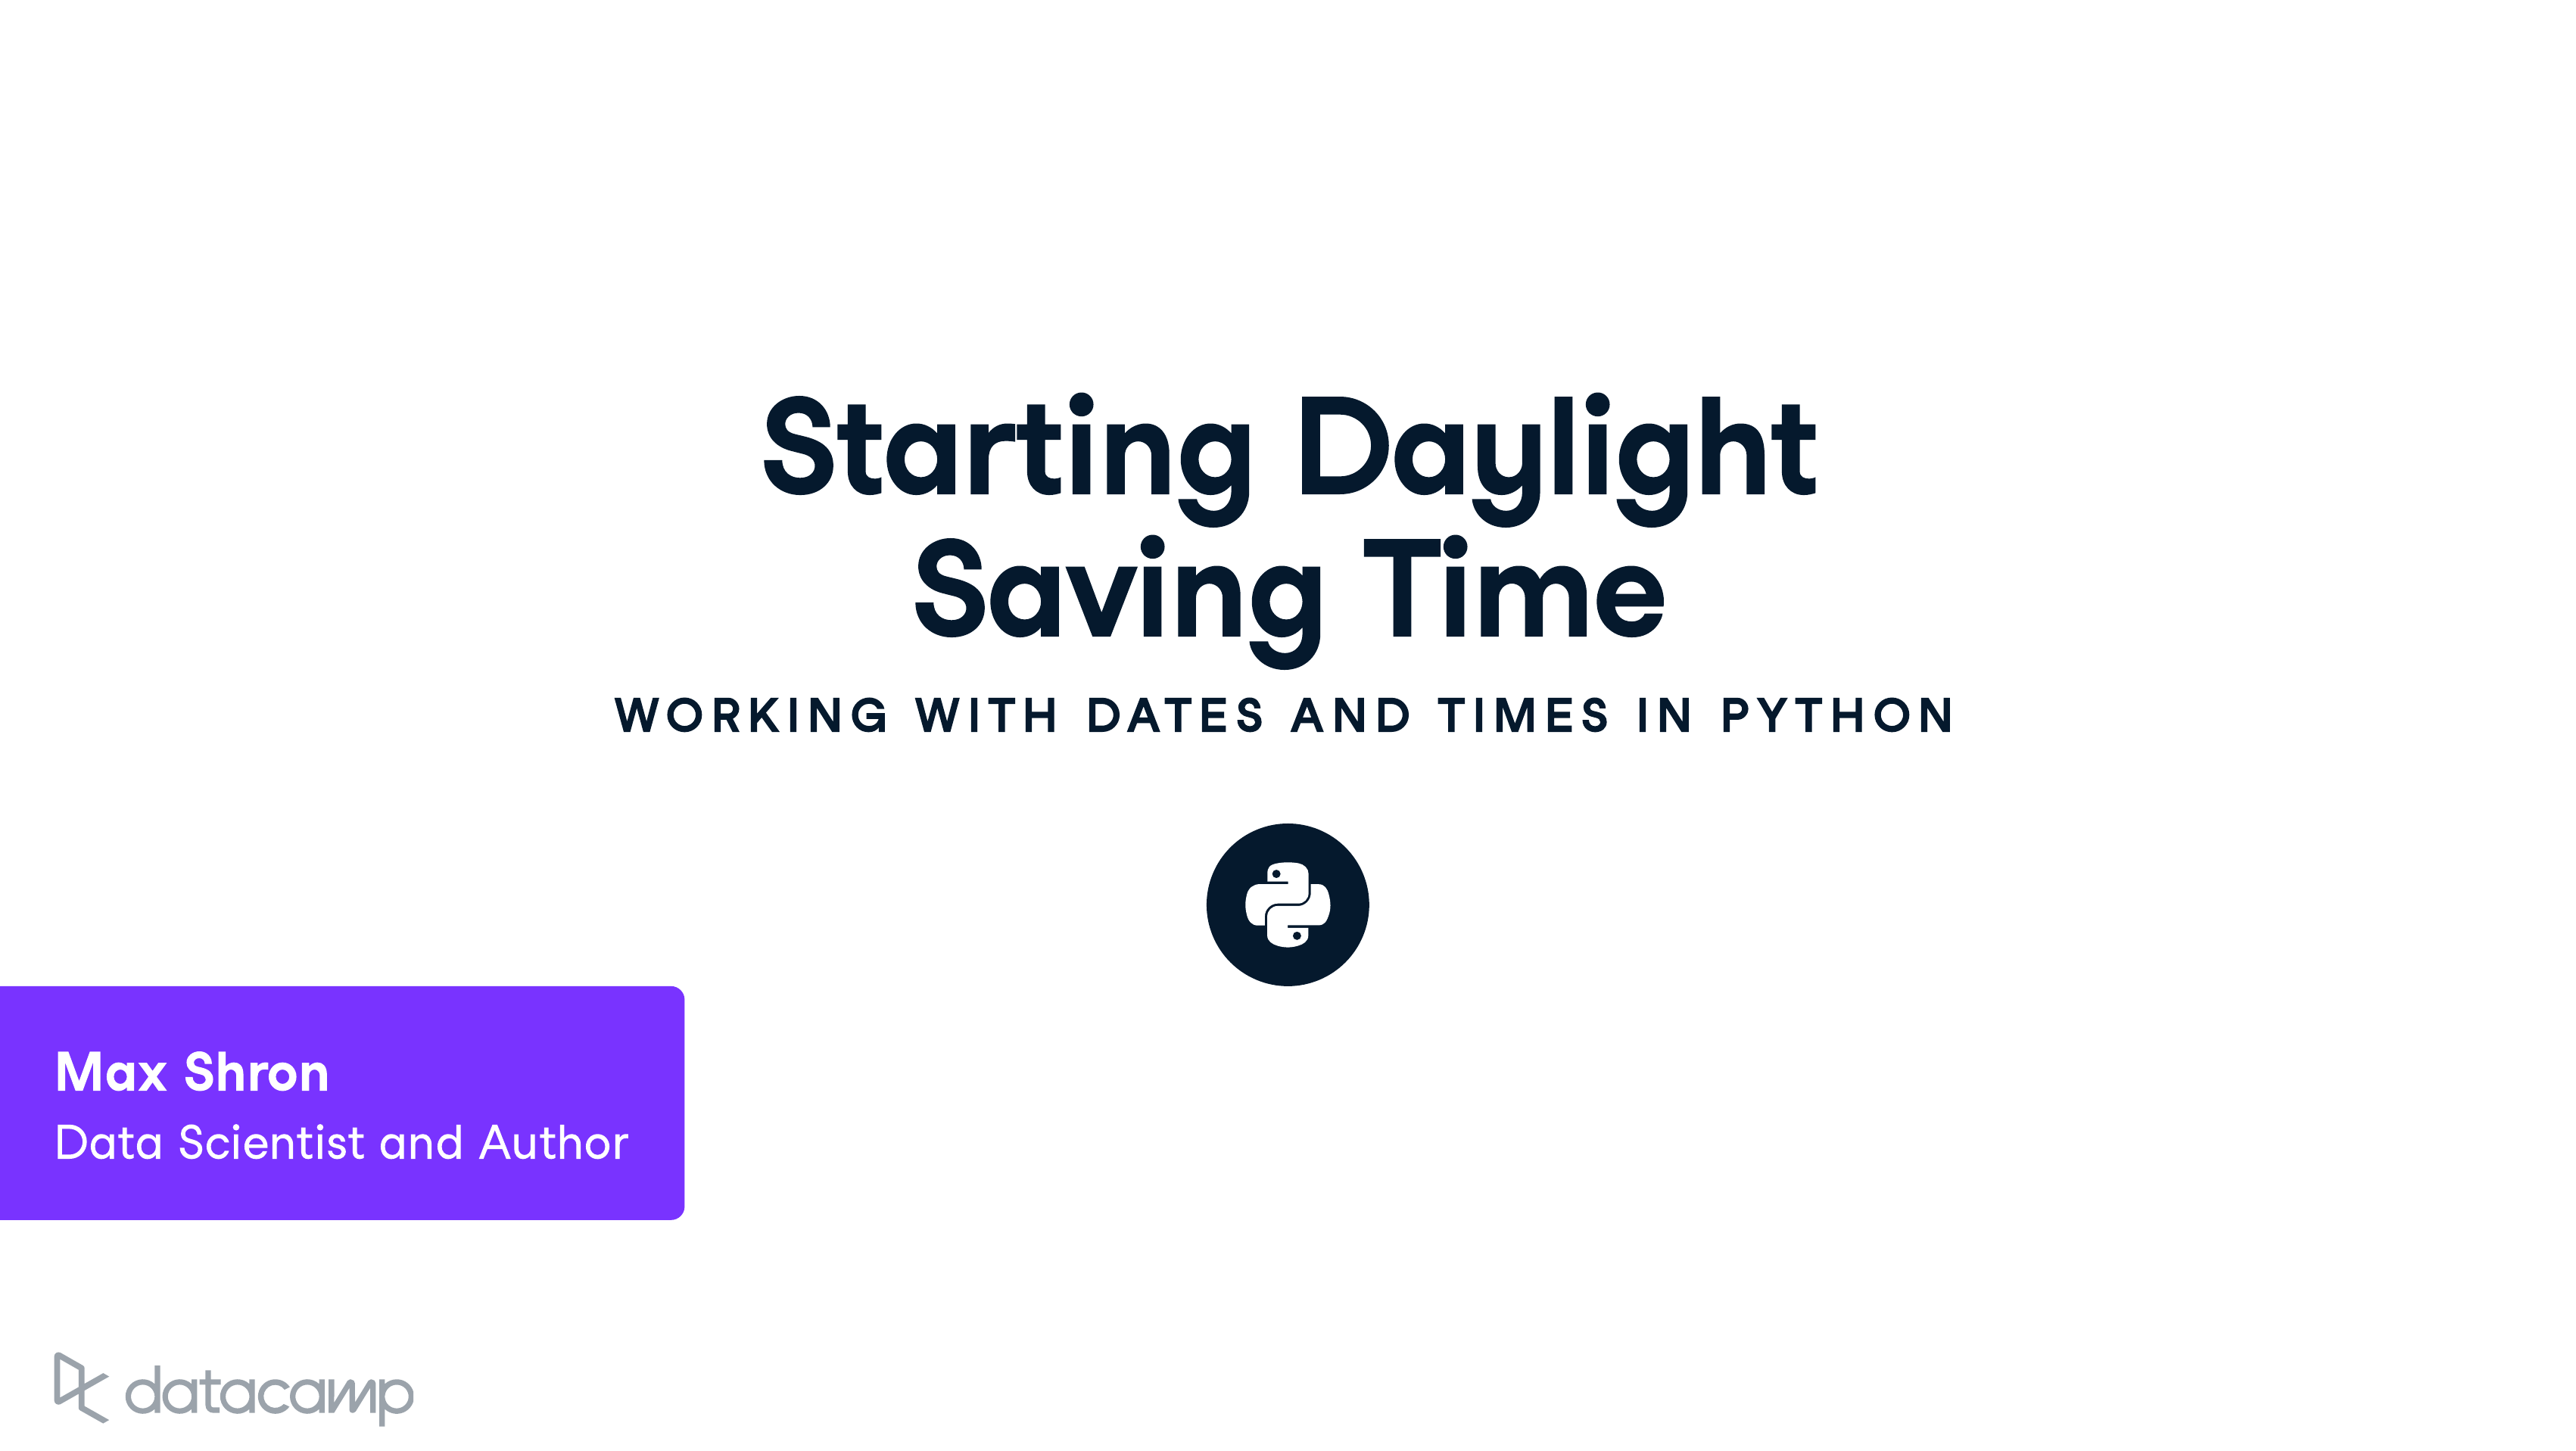 Starting Daylight
Saving Time
WORKING WITH DATES AND TIMES IN PYTHON
Max Shron
Data Scientist and Author
datacamp